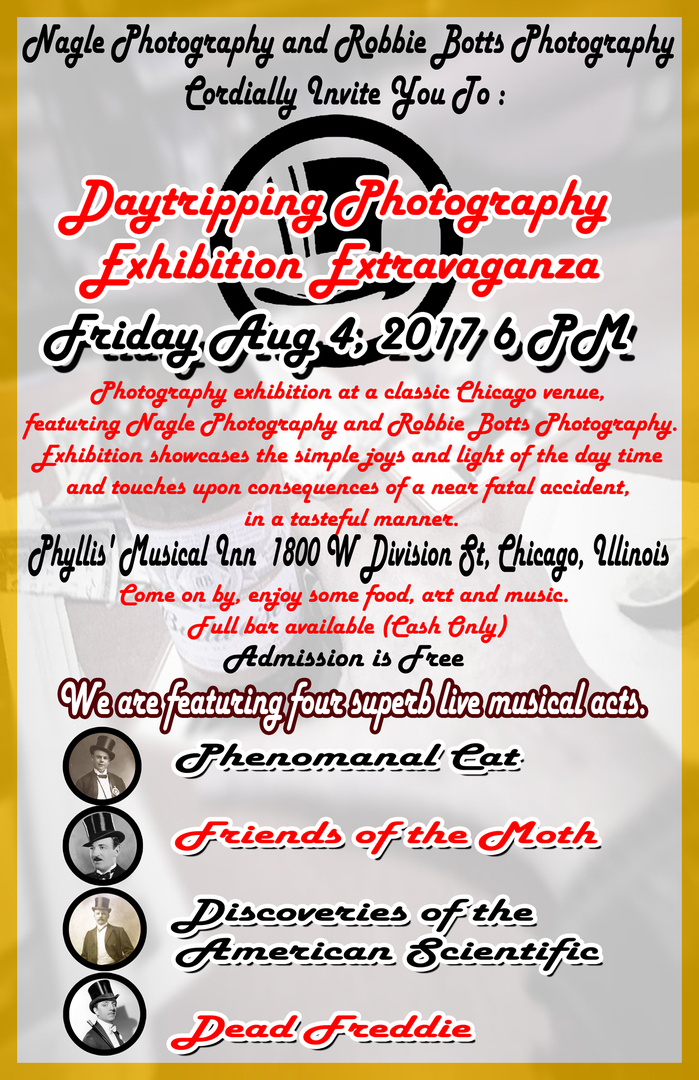 Nagle Photography and Robbie Botts Photography
Cordially Invite You To :
Daytripping Photography
Exhibition Extravaganza
Friday Aug 4, 2017 6 PM
Photography exhibition at a classic Chicago venue,
featuring Nagle Photography and Robbie Botts Photography.
Exhibition showcases the simple joys and light of the day time
and touches upon consequences of a near fatal accident,
in a tasteful manner.
Phyllis' Musical Inn 1800 W Division St, Chicago, Illinois
Come on by, enjoy some food, art and music.
Full bar available (Cash Only)
Admission is Free
We are featuring four superb live musical acts.
Phenomanal Cat
Friends of the Moth
Discoveries of the
American Scientific
Dead Freddie